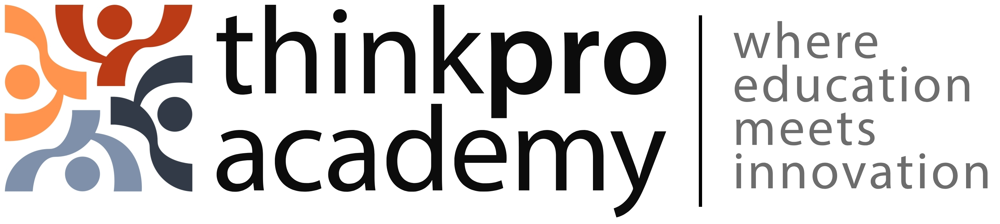 thinkpro
academy
where
education
meets
innovation